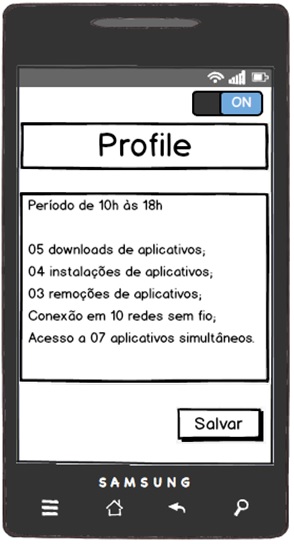 ON
Profile
Período de 10h às 18h
05 downloads de aplicativos;
04 instalações de aplicativos;
03 remoções de aplicativos;
Conexão em 10 redes sem fio;
Acesso a 07 aplicativos simultâneos.
Salvar
SAMSUNG